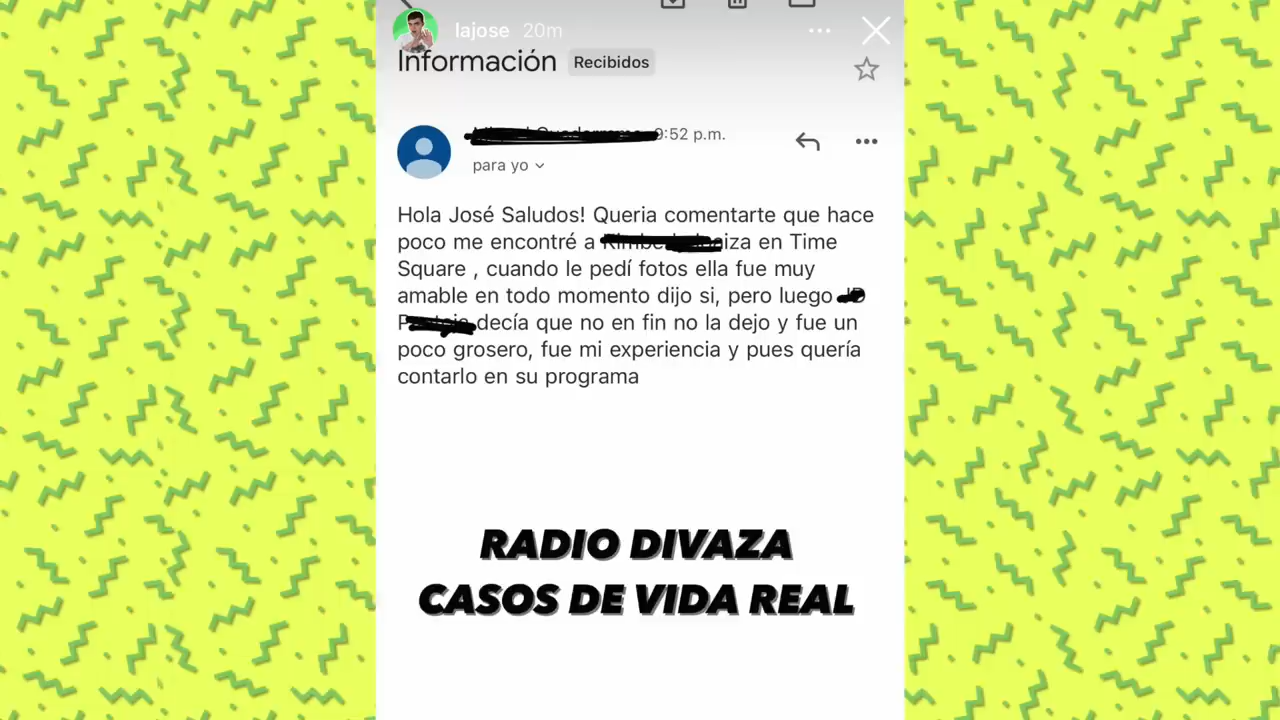 lajose 20m
Información Recibidos
9:52 p.m.
para yo
Hola José Saludos! Queria comentarte que hace
poco me encontré a en Time
Square , cuando le pedí fotos ella fue muy
amable en todo momento dijo si, pero luego
decía que no en fin no la dejo y fue un
poco grosero, fue mi experiencia y pues quería
contarlo en su programa
RADIO DIVAZA
CASOS DE VIDA REAL